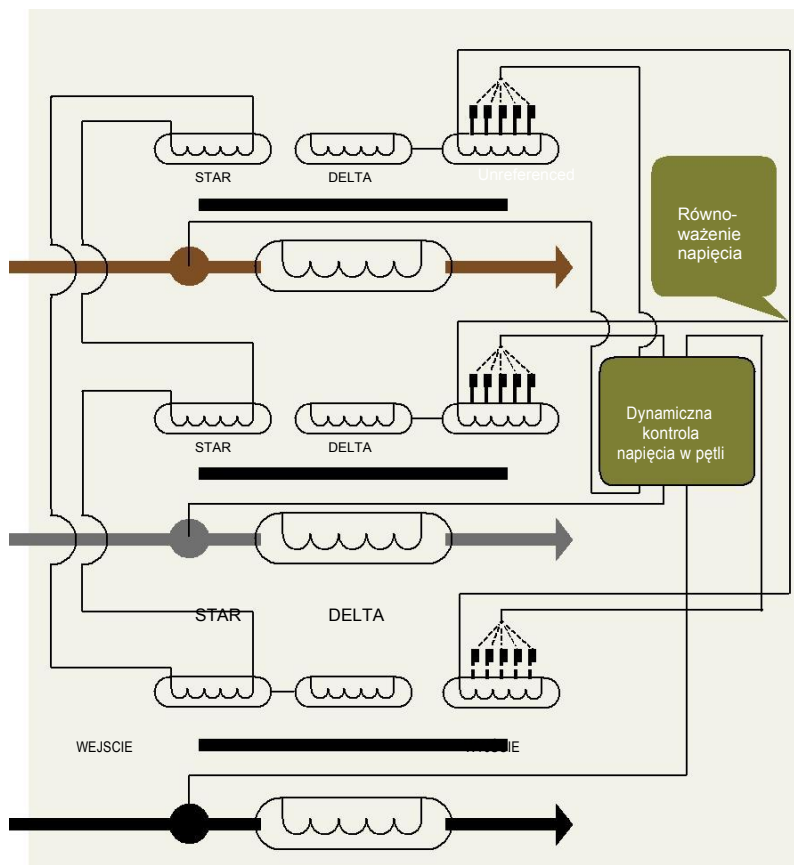 STAR
DELTA
Unreferenced
Równo-
ważenie
napięcia
STAR
DELTA
Dynamiczna
kontrola
napięcia w pętli
STAR
DELTA
WEJSCIE